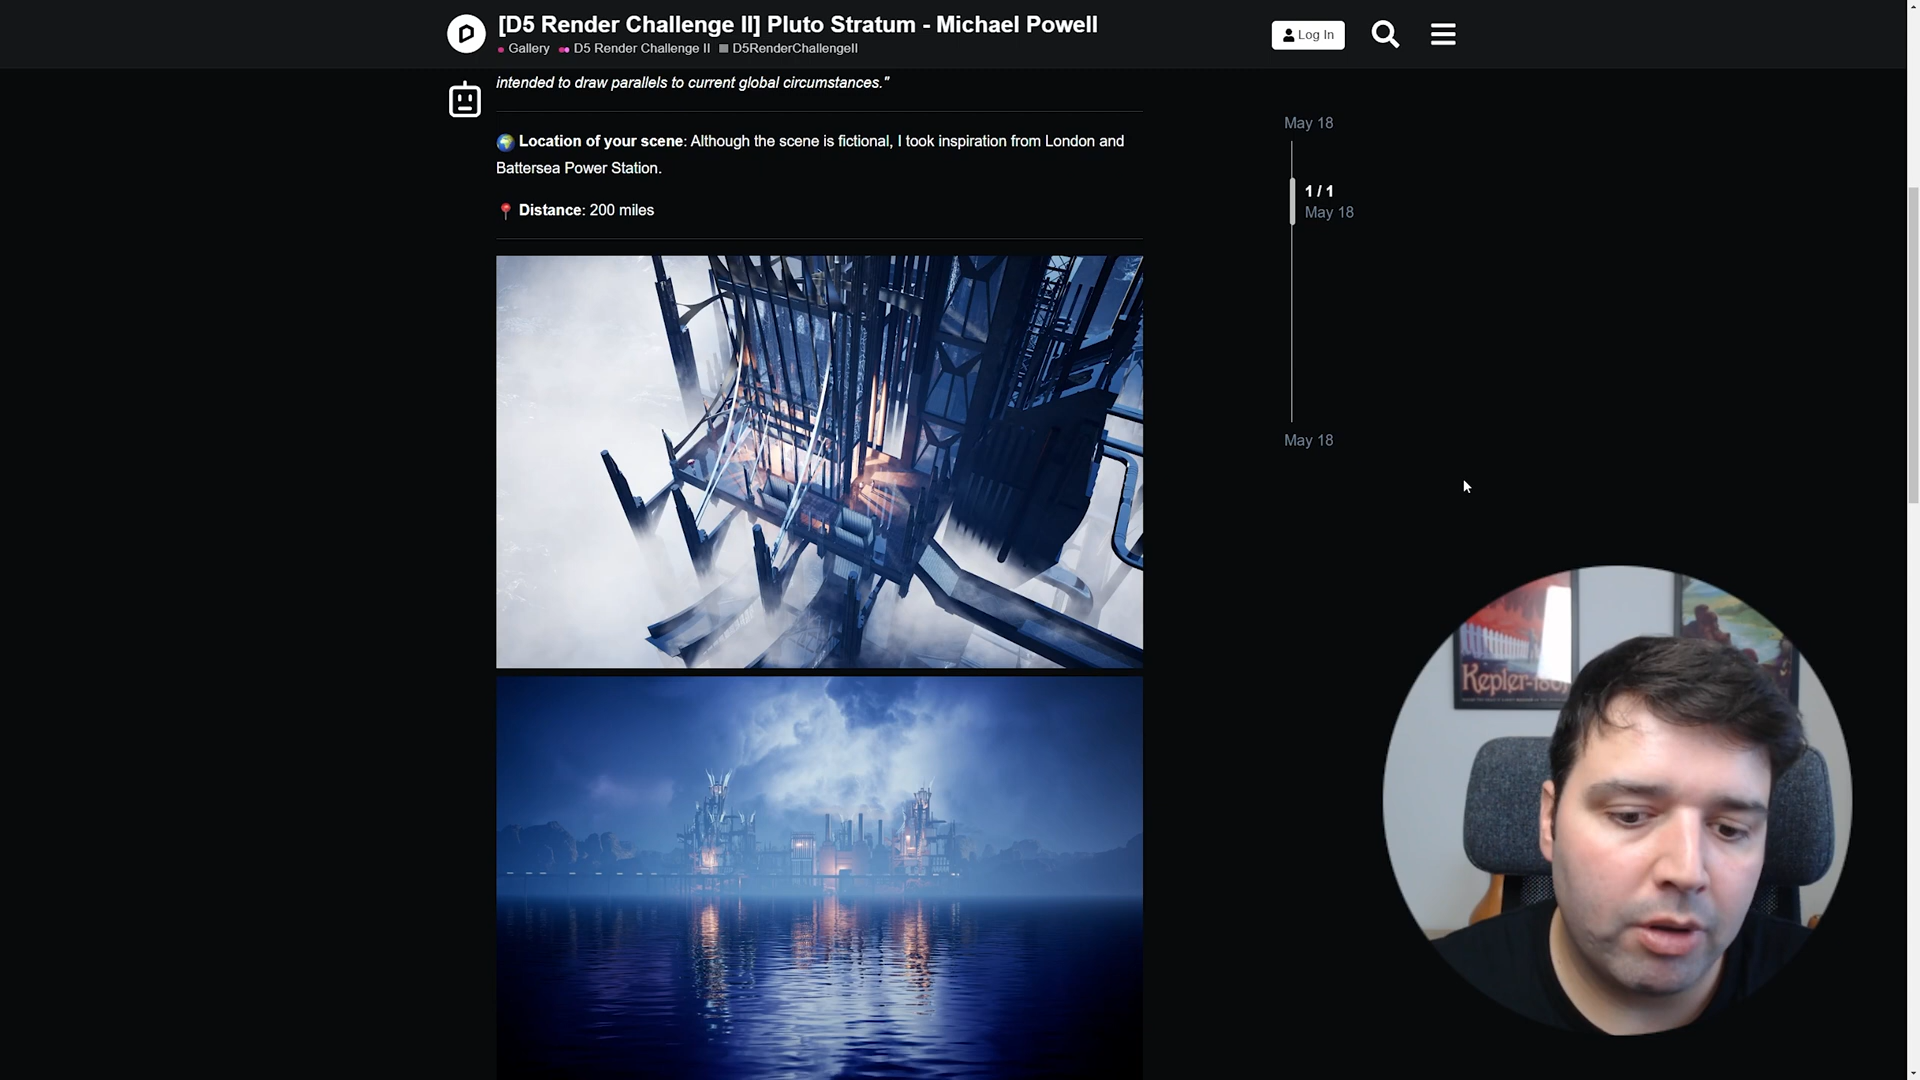 [D5 Render Challenge II] Pluto Stratum - Michael Powell
Gallery D5 Render Challenge II D5RenderChallengeII
Log In
intended to draw parallels to current global circumstances."
Location of your scene: Although the scene is fictional, I took inspiration from London and
Battersea Power Station.
Distance: 200 miles
May 18
1 / 1
May 18
May 18